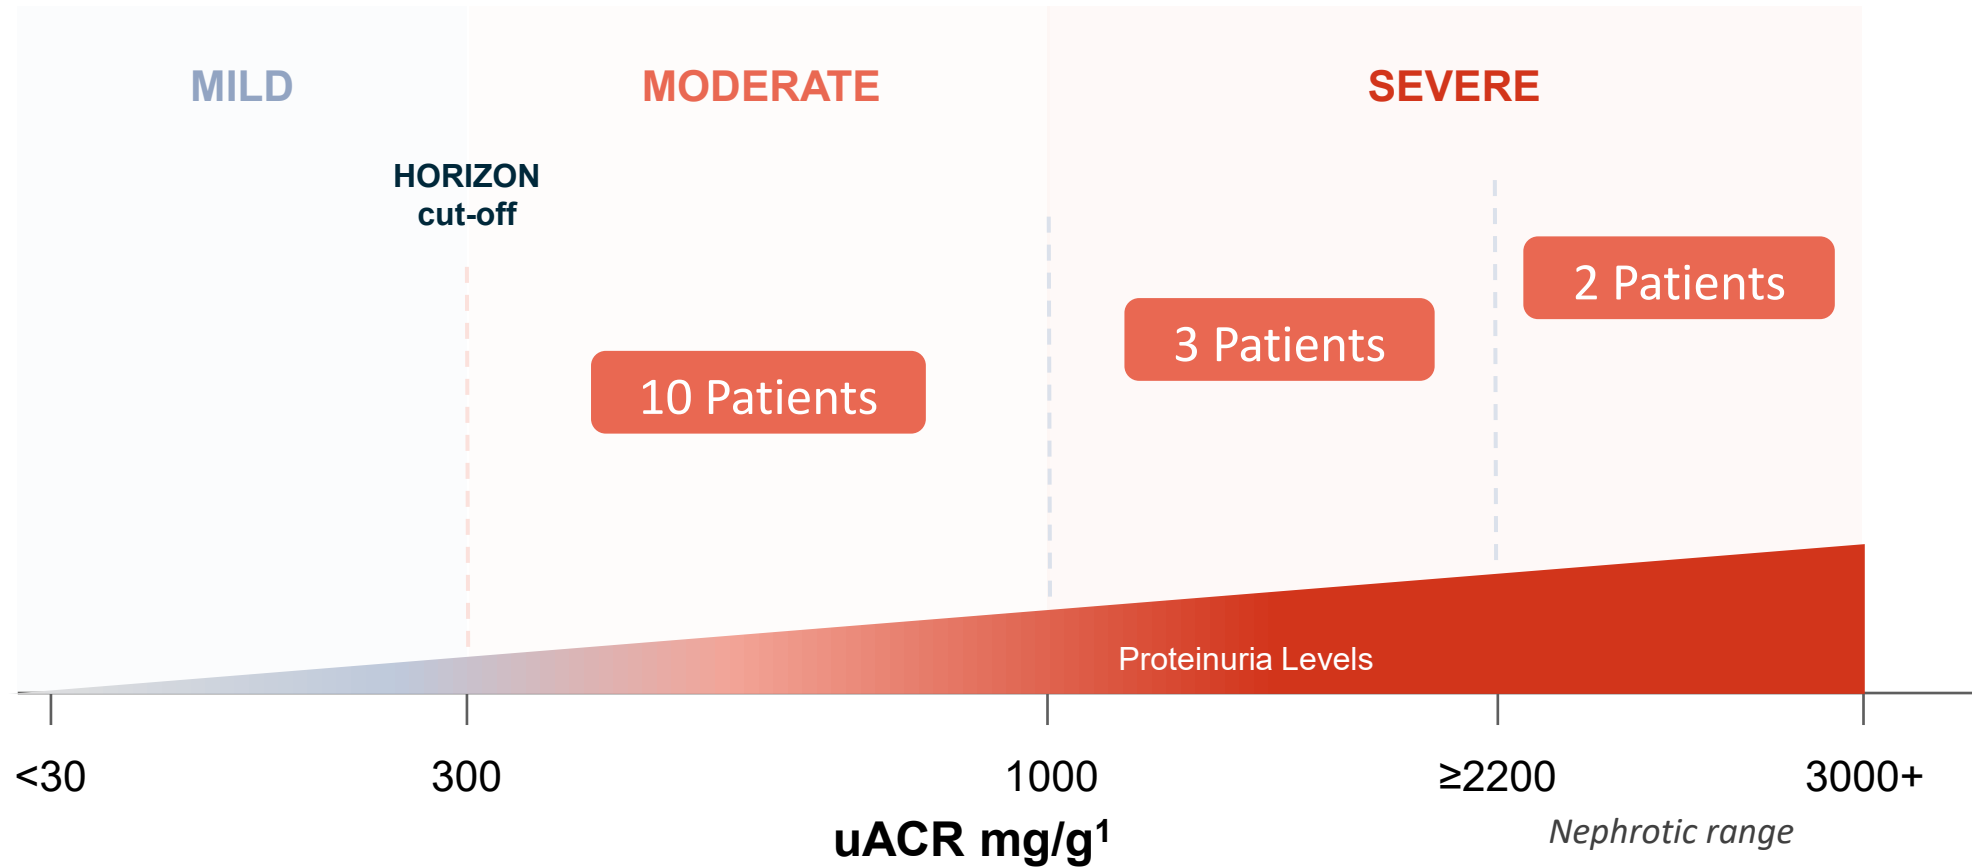 MILD
MODERATE
SEVERE
HORIZON
cut-off
2 Patients
3 Patients
10 Patients
Proteinuria Levels
<30
300
1000
≥2200
3000+
uACR mg/g¹
Nephrotic range